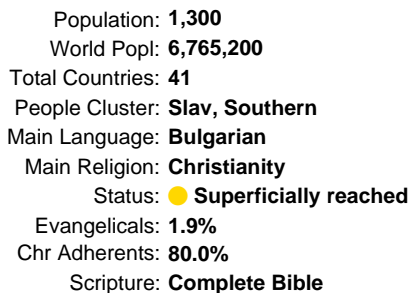 Population: 1,300
World Popl: 6,765,200
Total Countries: 41
People Cluster: Slav, Southern
Main Language: Bulgarian
Main Religion: Christianity
Status: Superficially reached
Evangelicals: 1.9%
Chr Adherents: 80.0%
Scripture: Complete Bible